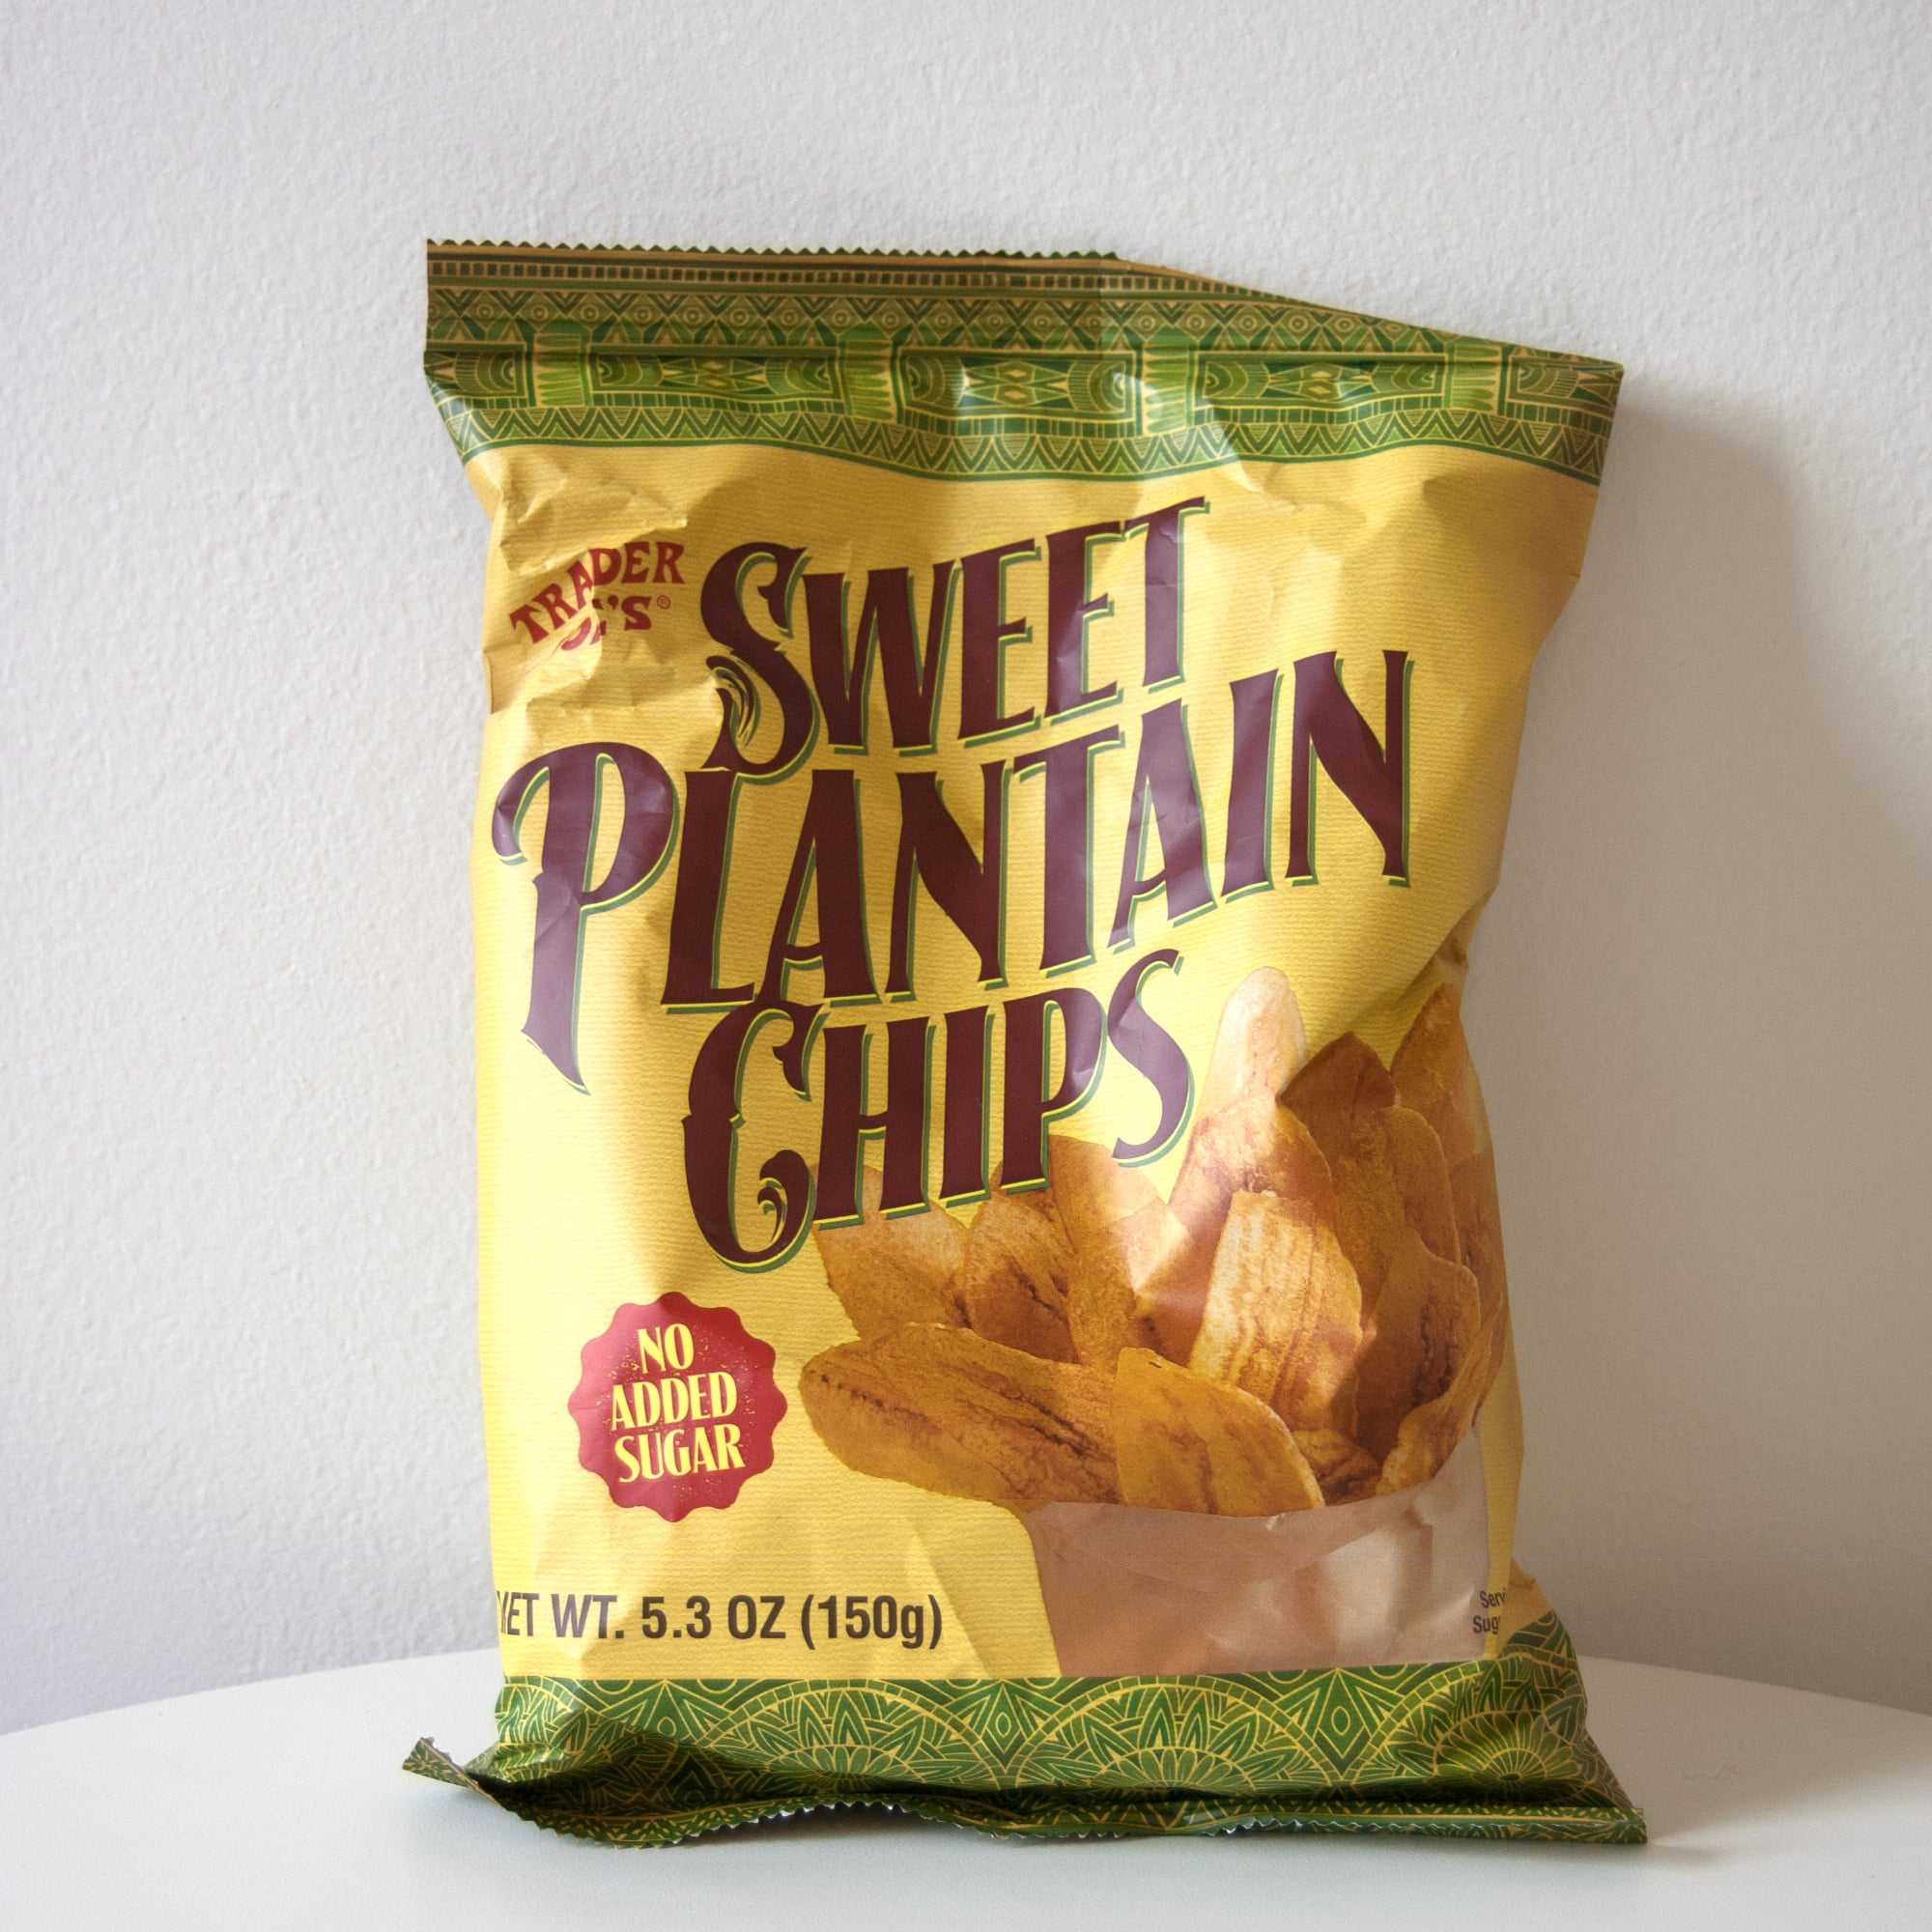 TRADER
JOE'S®
SWEET
PLANTAIN
CHIPS
NO
ADDED
SUGAR
NET WT. 5.3 OZ (150g)